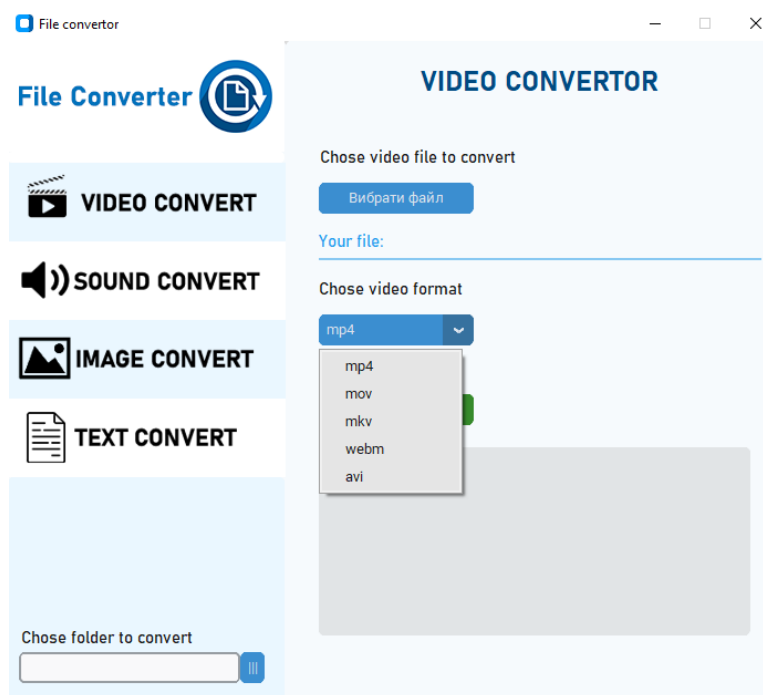 File convertor
File Converter
VIDEO CONVERT
SOUND CONVERT
IMAGE CONVERT
TEXT CONVERT
Chose folder to convert
VIDEO CONVERTOR
Chose video file to convert
Вибрати файл
Your file:
Chose video format
mp4
mp4
mov
mkv
webm
avi